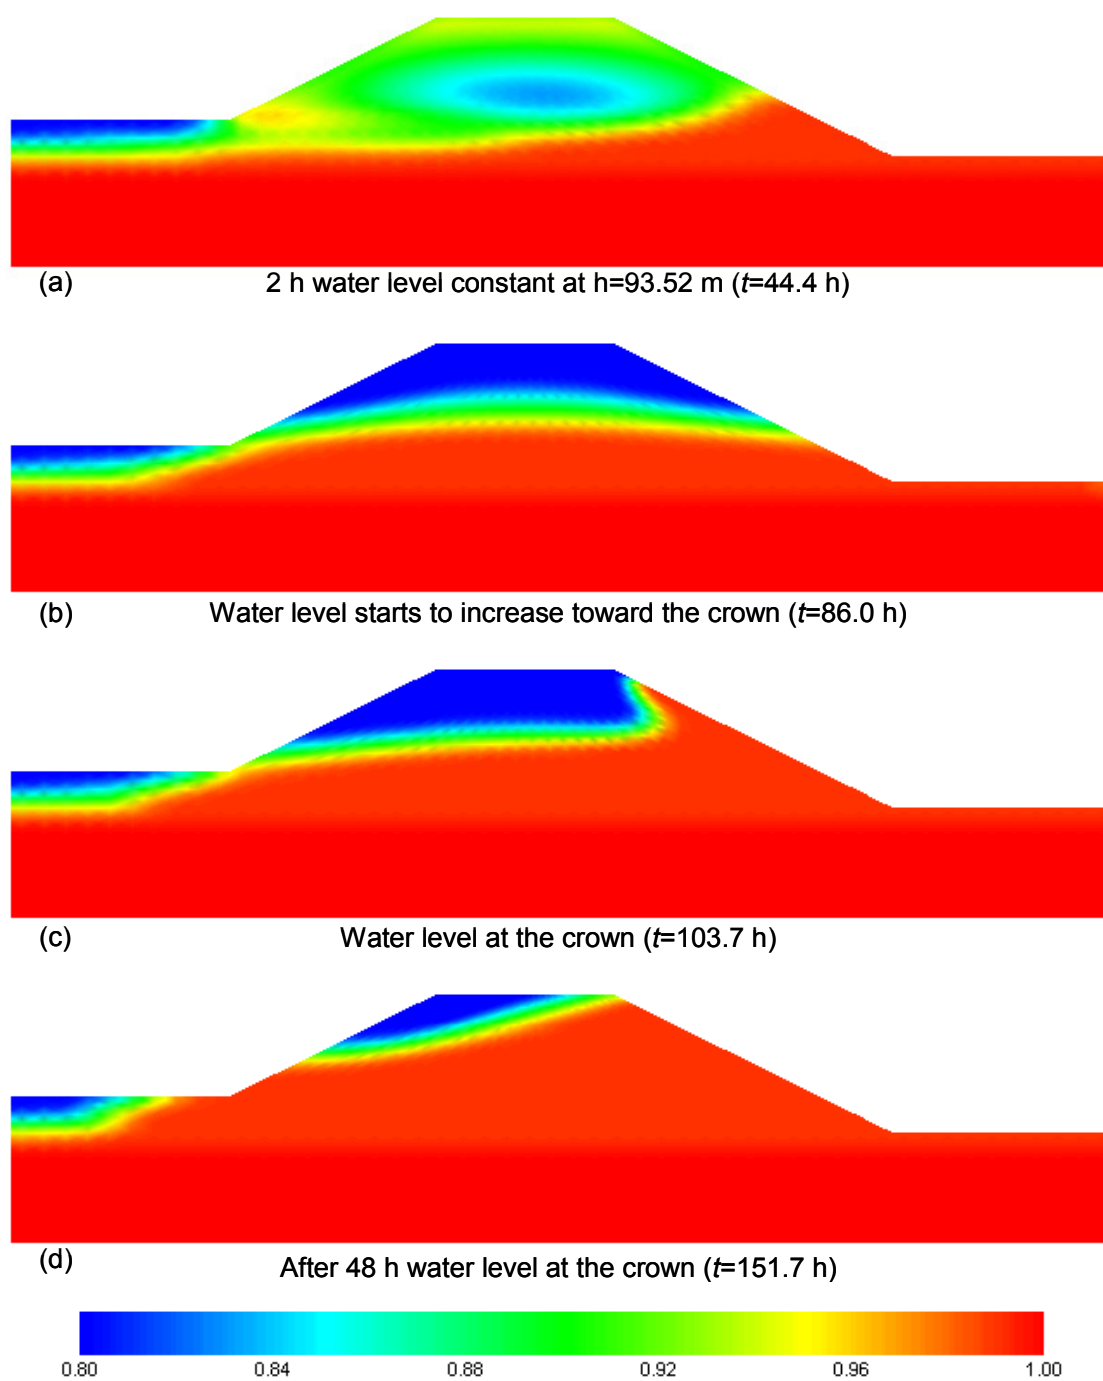 (a)
2 h water level constant at h=93.52 m (t=44.4 h)
(b)
Water level starts to increase toward the crown (t=86.0 h)
(c)
Water level at the crown (t=103.7 h)
(d)
After 48 h water level at the crown (t=151.7 h)
0.80 0.84 0.88 0.92 0.96 1.00